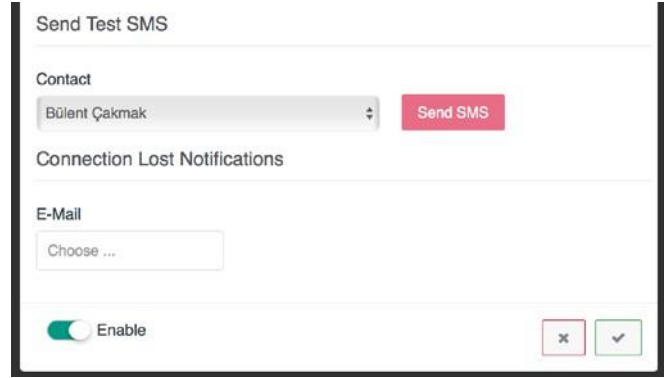 Send Test SMS
Contact
Bülent Çakmak
Send SMS
Connection Lost Notifications
E-Mail
Choose ...
Enable